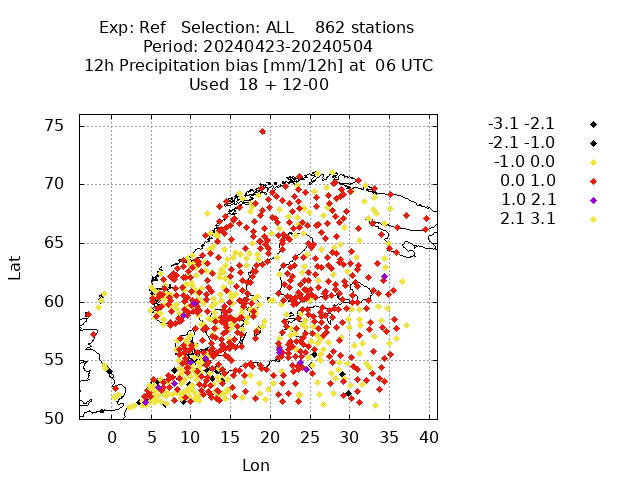 Exp: Ref   Selection: ALL    862 stations
Period: 20240423-20240504
12h Precipitation bias [mm/12h] at  06 UTC
Used  18 + 12-00
-3.1 -2.1
-2.1 -1.0
-1.0 0.0
0.0 1.0
1.0 2.1
2.1 3.1
75
70
65
60
55
50
Lat
0 5 10 15 20 25 30 35 40
Lon